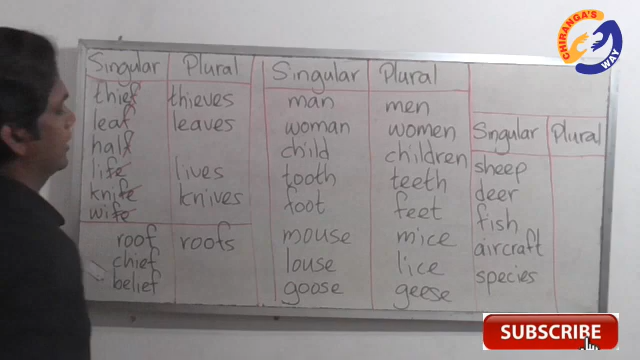 Singular Plural
thief thieves
leaf leaves
half
life lives
knife knives
wife
roof roofs
chief
belief
Singular Plural
man men
woman women
child children
tooth teeth
foot feet
mouse mice
louse lice
goose geese
Singular Plural
sheep
deer
fish
aircraft
species
CHIRANGA'S
WAY
SUBSCRIBE